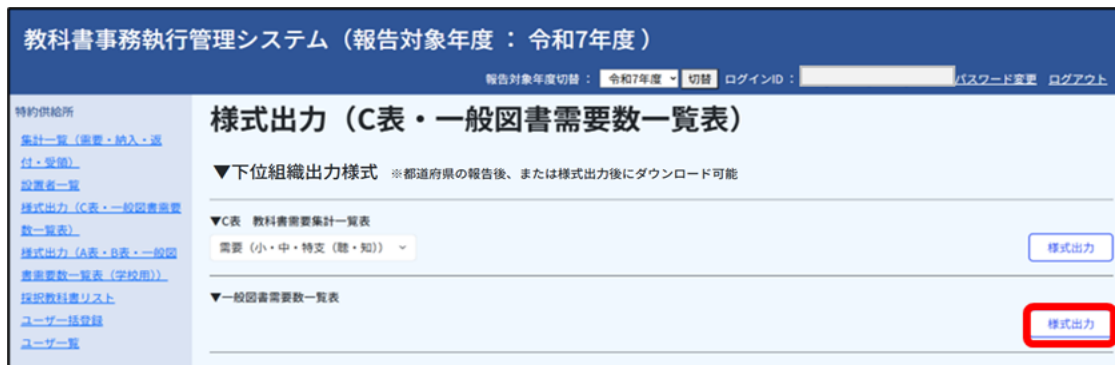 教科書事務執行管理システム（報告対象年度 ： 令和7年度 ）
報告対象年度切替 ： 令和7年度 切替 ログインID ： パスワード変更 ログアウト
特約供給所
集計一覧（需要・納入・返
付・受領）
設置者一覧
様式出力（C表・一般図書需要
数一覧表）
様式出力（A表・B表・一般図
書需要数一覧表（学校用））
採択教科書リスト
ユーザー括登録
ユーザー覧
様式出力（C表・一般図書需要数一覧表）
▼下位組織出力様式 ※都道府県の報告後、または様式出力後にダウンロード可能
▼C表 教科書需要集計一覧表
需要（小・中・特支（聴・知））
様式出力
▼一般図書需要数一覧表
様式出力